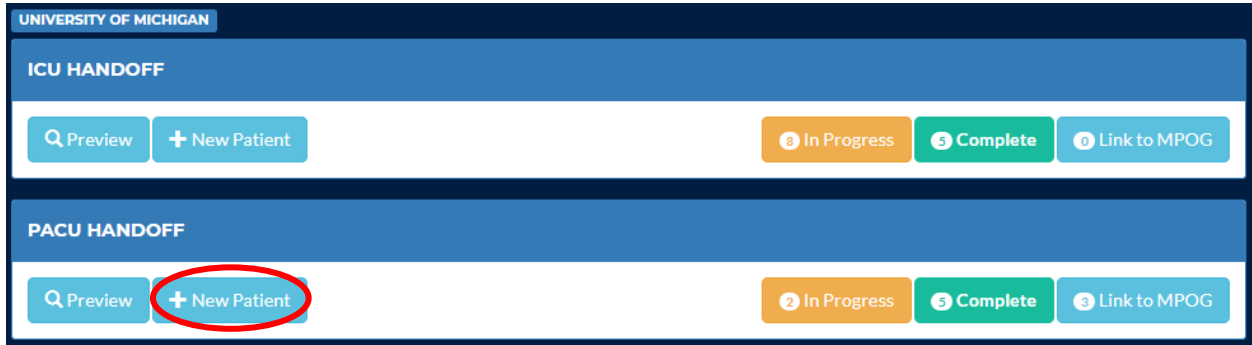 UNIVERSITY OF MICHIGAN
ICU HANDOFF
Preview New Patient 8 In Progress 5 Complete 0 Link to MPOG
PACU HANDOFF
Preview New Patient 2 In Progress 5 Complete 3 Link to MPOG